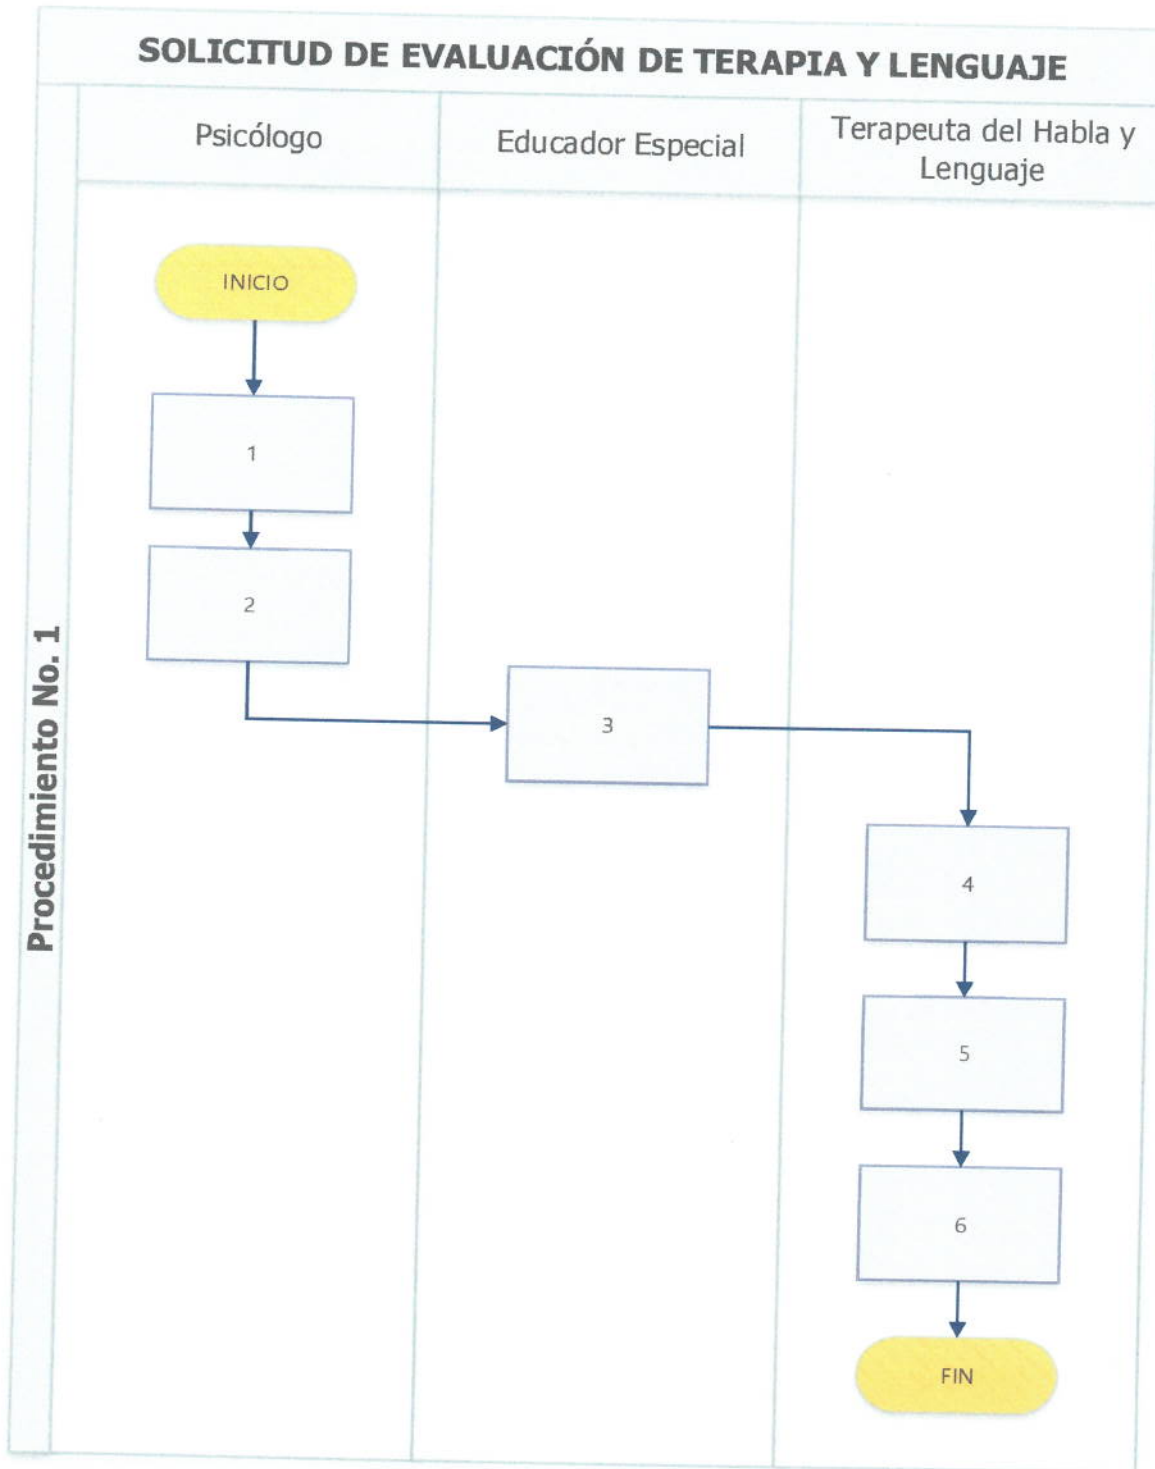 SOLICITUD DE EVALUACIÓN DE TERAPIA Y LENGUAJE
Procedimiento No. 1
Psicólogo
Educador Especial
Terapeuta del Habla y
Lenguaje
INICIO
1
2
3
4
5
6
FIN